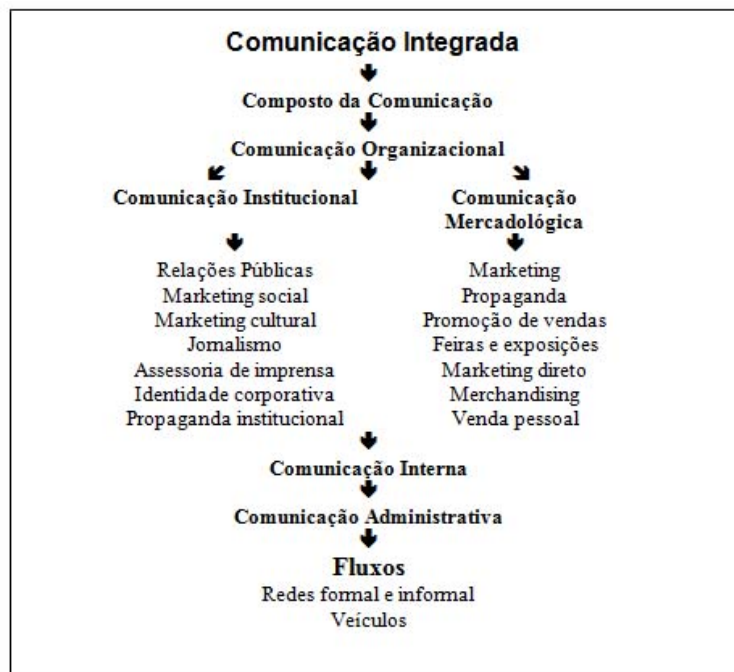 Comunicação Integrada
Composto da Comunicação
Comunicação Organizacional
Comunicação Institucional
Relações Públicas
Marketing social
Marketing cultural
Jornalismo
Assessoria de imprensa
Identidade corporativa
Propaganda institucional
Comunicação
Mercadológica
Marketing
Propaganda
Promoção de vendas
Feiras e exposições
Marketing direto
Merchandising
Venda pessoal
Comunicação Interna
Comunicação Administrativa
Fluxos
Redes formal e informal
Veículos